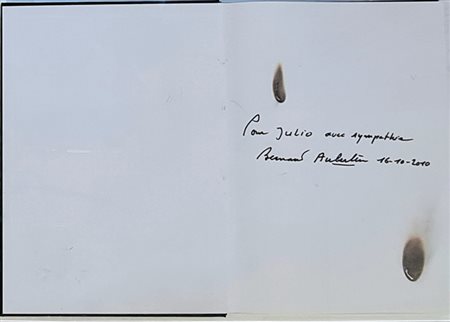 Pour Julio avec sympathie
Bernard Aubertin 16-10-2010